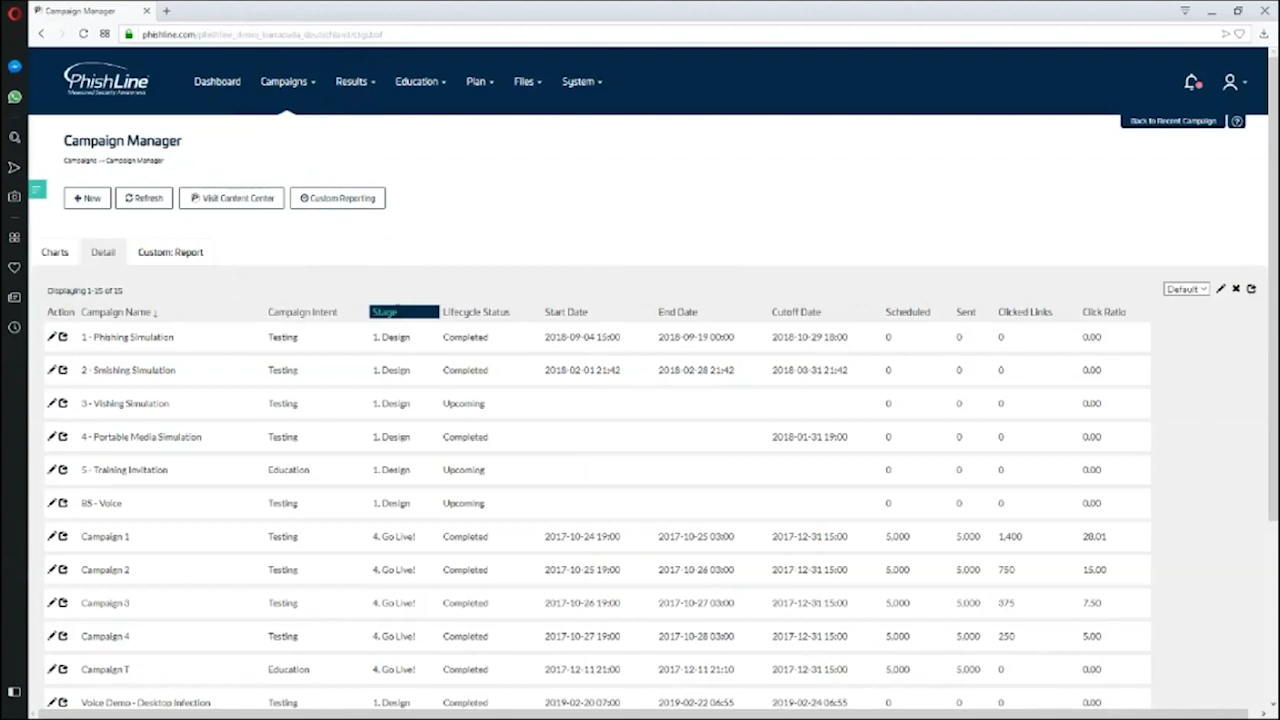 Campaign Manager
phishline.com/
PhishLine
Measured Security Awareness
Dashboard Campaigns Results Education Plan Files System
Back to Recent Campaign
Campaign Manager
Campaigns → Campaign Manager
New Refresh Visit Content Center Custom Reporting
Charts Detail Custom: Report
Displaying 1-15 of 15
Default
Action Campaign Name ↓ Campaign Intent Stage Lifecycle Status Start Date End Date Cutoff Date Scheduled Sent Clicked Links Click Ratio
1 - Phishing Simulation Testing 1. Design Completed 2018-09-04 15:00 2018-09-19 00:00 2018-10-29 18:00 0 0 0 0.00
2 - Smishing Simulation Testing 1. Design Completed 2018-02-01 21:42 2018-02-28 21:42 2018-03-31 21:42 0 0 0 0.00
3 - Vishing Simulation Testing 1. Design Upcoming 0 0 0 0.00
4 - Portable Media Simulation Testing 1. Design Completed 2018-01-31 19:00 0 0 0 0.00
5 - Training Invitation Education 1. Design Upcoming 0 0 0 0.00
BS - Voice Testing 1. Design Upcoming 0 0 0 0.00
Campaign 1 Testing 4. Go Live! Completed 2017-10-24 19:00 2017-10-25 03:00 2017-12-31 15:00 5,000 5,000 1,400 28.01
Campaign 2 Testing 4. Go Live! Completed 2017-10-25 19:00 2017-10-26 03:00 2017-12-31 15:00 5,000 5,000 750 15.00
Campaign 3 Testing 4. Go Live! Completed 2017-10-26 19:00 2017-10-27 03:00 2017-12-31 15:00 5,000 5,000 375 7.50
Campaign 4 Testing 4. Go Live! Completed 2017-10-27 19:00 2017-10-28 03:00 2017-12-31 15:00 5,000 5,000 250 5.00
Campaign T Education 4. Go Live! Completed 2017-12-11 21:00 2017-12-11 21:10 2017-12-31 15:00 5,000 5,000 0 0.00
Voice Demo - Desktop Infection Testing 1. Design Completed 2019-02-20 07:00 2019-02-22 06:55 2019-02-24 06:55 0 0 0 0.00